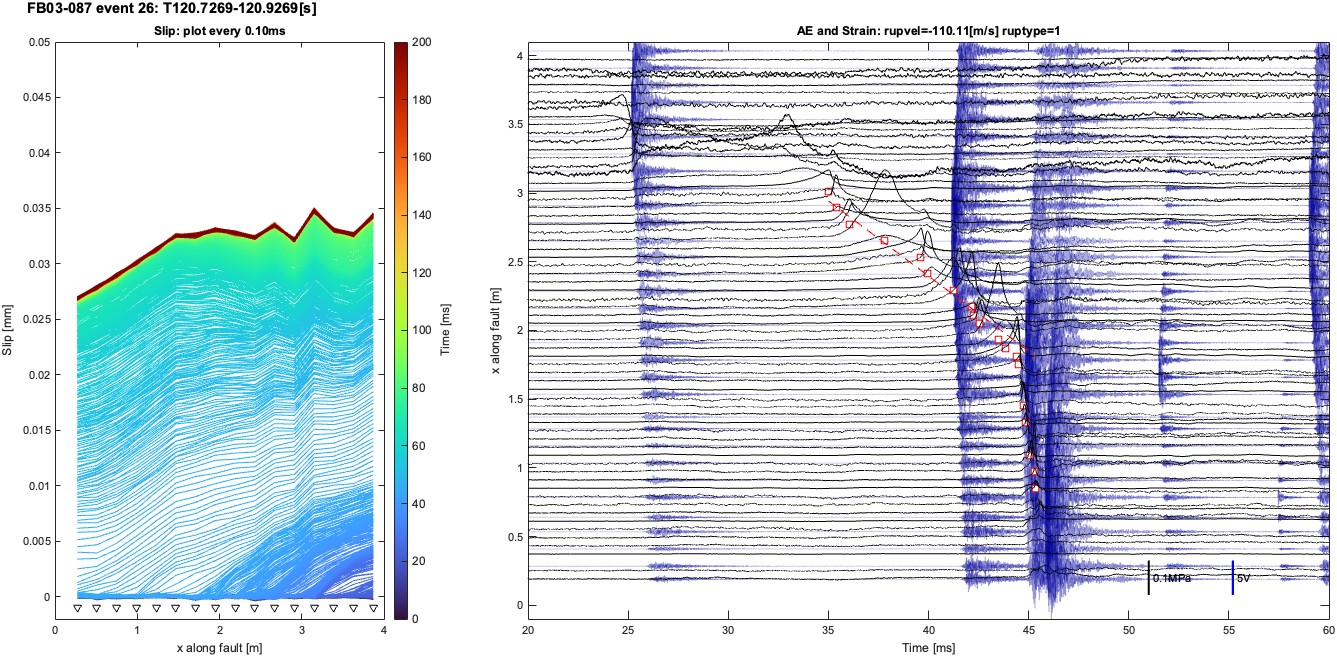 FB03-087 event 26: T120.7269-120.9269[s]
Slip: plot every 0.10ms
0.05
0.045
0.04
0.035
0.03
0.025
0.02
0.015
0.01
0.005
0
Slip [mm]
0 1 2 3 4
x along fault [m]
200
180
160
140
120
100
80
60
40
20
0
Time [ms]
AE and Strain: rupvel=-110.11[m/s] ruptype=1
4
3.5
3
2.5
2
1.5
1
0.5
0
x along fault [m]
0.1MPa
5V
20 25 30 35 40 45 50 55 60
Time [ms]